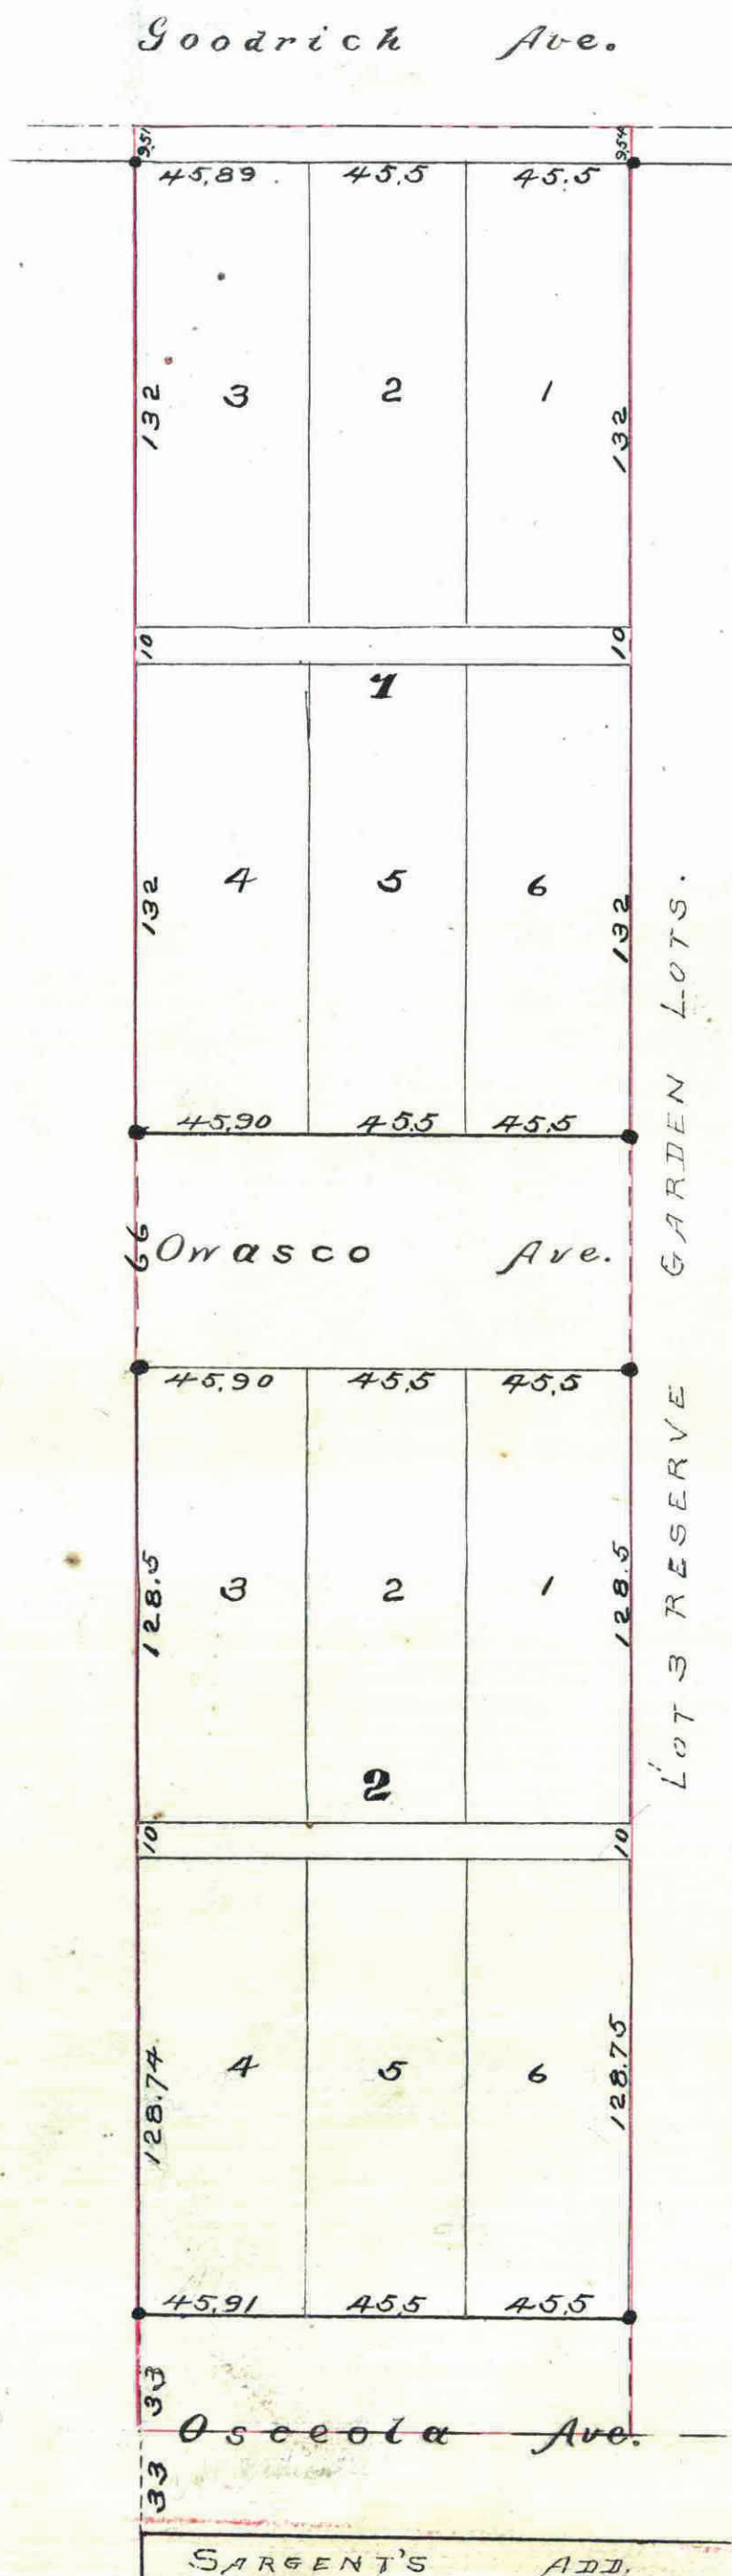 Goodrich Ave.
9.51 9.54
45.89 45.5 45.5
132 3 2 1 132
10 10
1
132 4 5 6 132
45.90 45.5 45.5
66 Owasco Ave.
45.90 45.5 45.5
128.5 3 2 1 128.5
2
10 10
128.74 4 5 6 128.75
45.91 45.5 45.5
33
Osceola Ave.
33
SARGENT'S ADD.
LOT 3 RESERVE GARDEN LOTS.